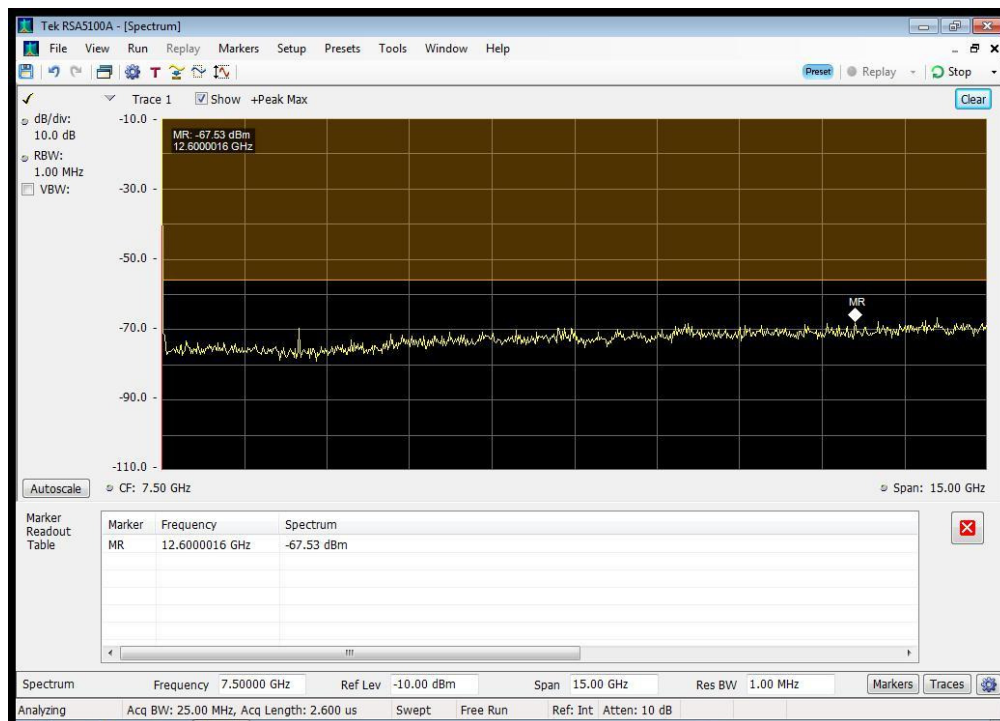 Tek RSA5100A - [Spectrum]
File View Run Replay Markers Setup Presets Tools Window Help
T Preset Replay Stop
Trace 1 Show +Peak Max Clear
dB/div:
10.0 dB
RBW:
1.00 MHz
VBW:
-10.0
-30.0
-50.0
-70.0
-90.0
-110.0
MR: -67.53 dBm
12.6000016 GHz
MR
Autoscale CF: 7.50 GHz Span: 15.00 GHz
Marker
Readout
Table
Marker Frequency Spectrum
MR 12.6000016 GHz -67.53 dBm
Spectrum Frequency 7.50000 GHz Ref Lev -10.00 dBm Span 15.00 GHz Res BW 1.00 MHz Markers Traces
Analyzing Acq BW: 25.00 MHz, Acq Length: 2.600 us Swept Free Run Ref: Int Atten: 10 dB